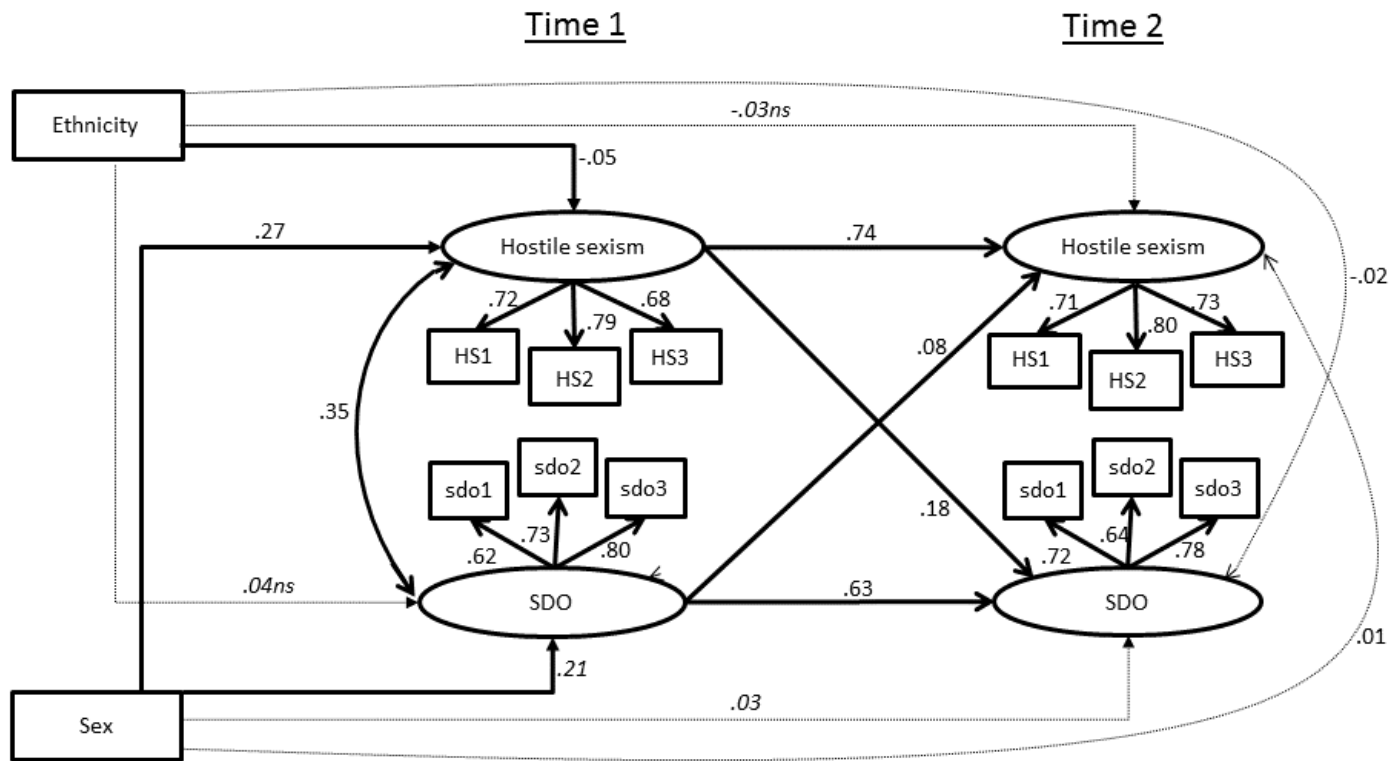 Time 1
Time 2
Ethnicity
-.03ns
-.05
.27
Hostile sexism
.74
Hostile sexism
-.02
.72
.79
.68
.71
.80
.73
HS1
HS2
HS3
.08
HS1
HS2
HS3
.35
sdo1
sdo2
sdo3
sdo1
sdo2
sdo3
.18
.62
.73
.80
.72
.64
.78
.04ns
SDO
.63
SDO
.01
.21
.03
Sex